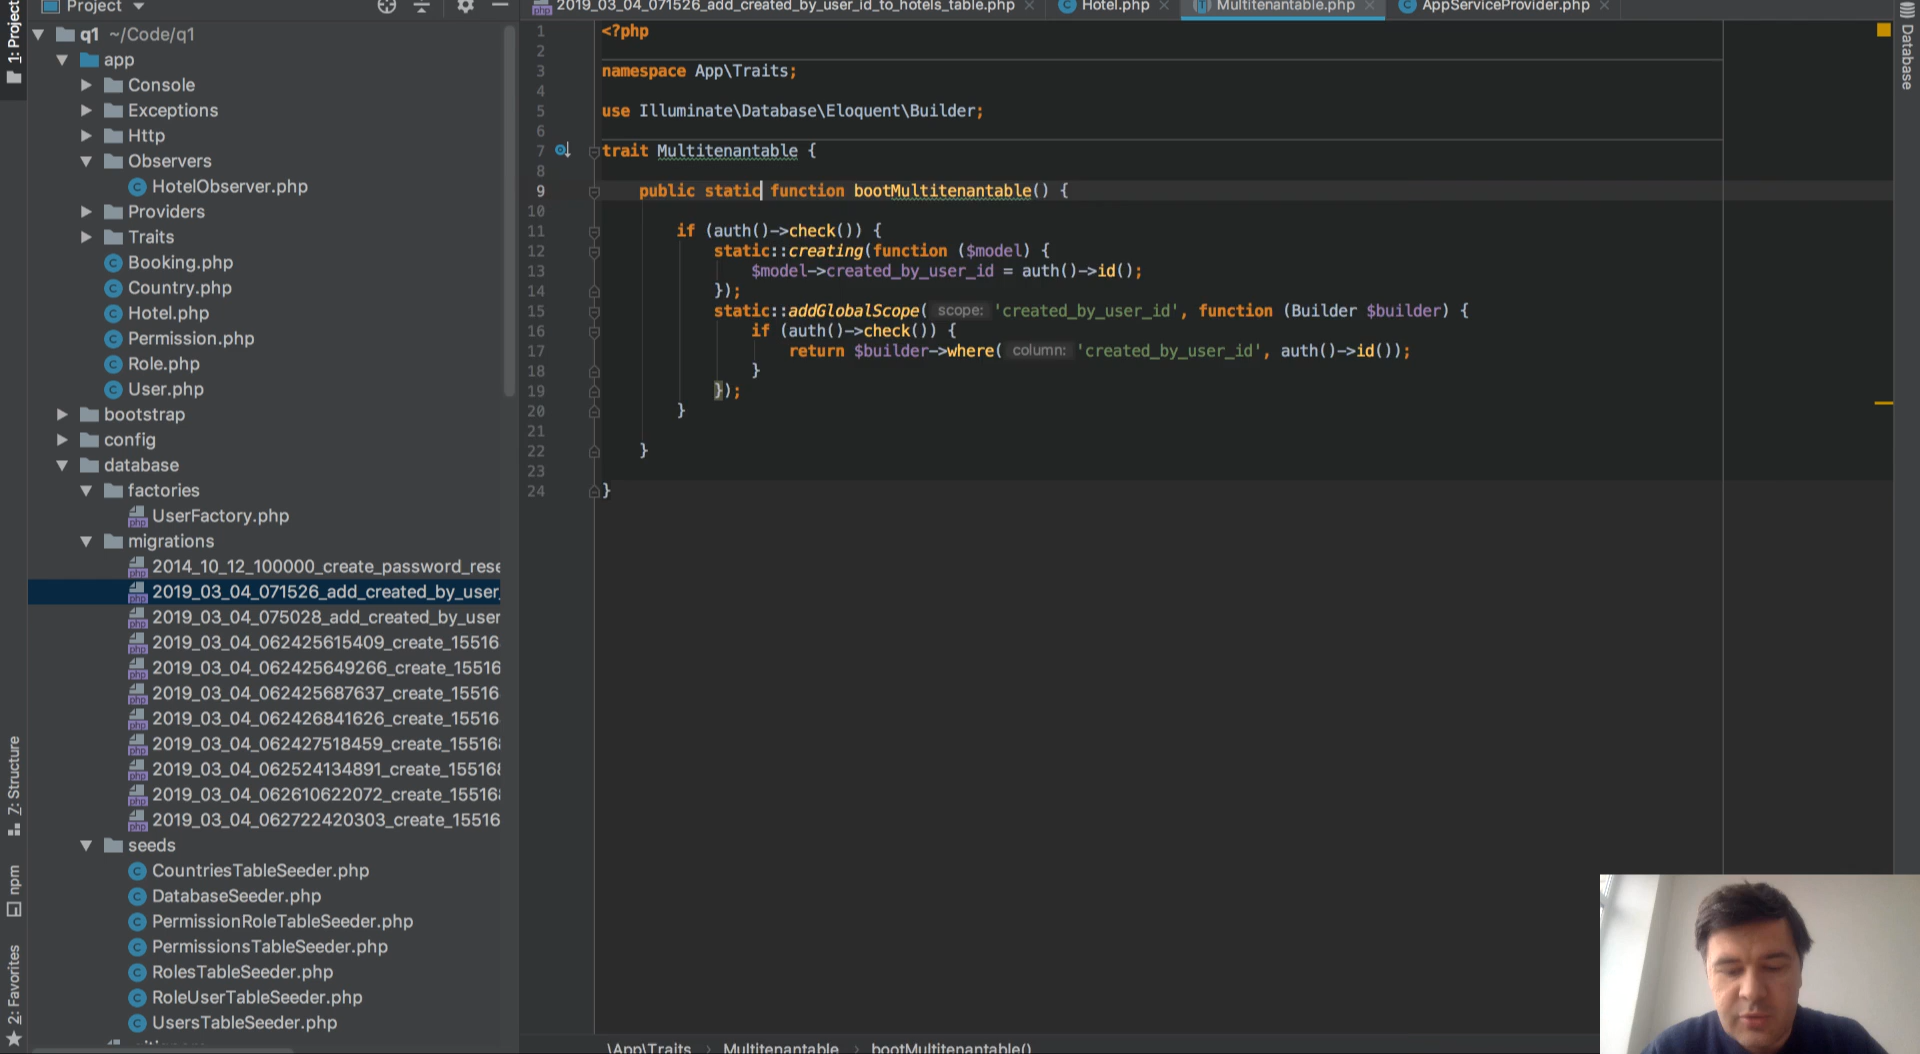 Project
2019_03_04_071526_add_created_by_user_id_to_hotels_table.php
Hotel.php
Multitenantable.php
AppServiceProvider.php
1: Project
Z: Structure
npm
2: Favorites
Database
q1 ~/Code/q1
app
Console
Exceptions
Http
Observers
HotelObserver.php
Providers
Traits
Booking.php
Country.php
Hotel.php
Permission.php
Role.php
User.php
bootstrap
config
database
factories
UserFactory.php
migrations
2014_10_12_100000_create_password_rese
2019_03_04_071526_add_created_by_user_
2019_03_04_075028_add_created_by_user
2019_03_04_062425615409_create_15516
2019_03_04_062425649266_create_15516
2019_03_04_062425687637_create_15516
2019_03_04_062426841626_create_15516
2019_03_04_062427518459_create_15516
2019_03_04_062524134891_create_15516
2019_03_04_062610622072_create_15516
2019_03_04_062722420303_create_15516
seeds
CountriesTableSeeder.php
DatabaseSeeder.php
PermissionRoleTableSeeder.php
PermissionsTableSeeder.php
RolesTableSeeder.php
RoleUserTableSeeder.php
UsersTableSeeder.php
1 <?php
2
3 namespace App\Traits;
4
5 use Illuminate\Database\Eloquent\Builder;
6
7 trait Multitenantable {
8
9 public static function bootMultitenantable() {
10
11 if (auth()->check()) {
12 static::creating(function ($model) {
13 $model->created_by_user_id = auth()->id();
14 });
15 static::addGlobalScope( scope: 'created_by_user_id', function (Builder $builder) {
16 if (auth()->check()) {
17 return $builder->where( column: 'created_by_user_id', auth()->id());
18 }
19 });
20 }
21
22 }
23
24 }
\App\Traits › Multitenantable › bootMultitenantable()